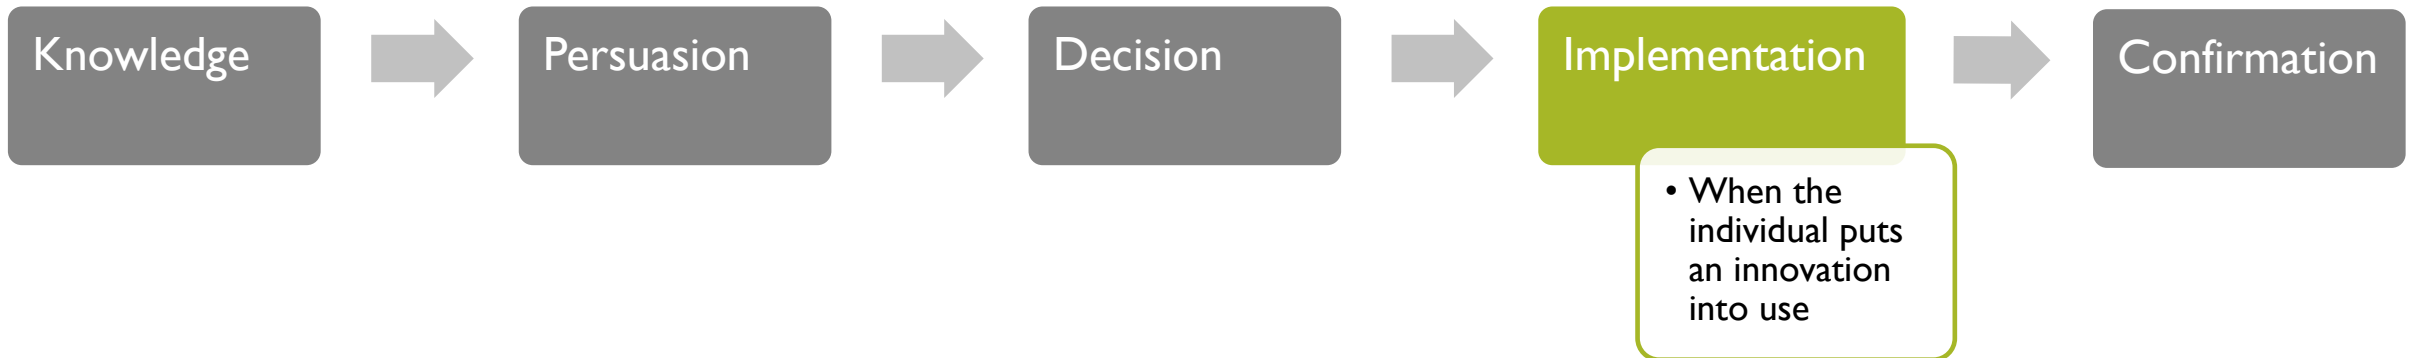 Knowledge
Persuasion
Decision
Implementation
Confirmation
• When the
individual puts
an innovation
into use